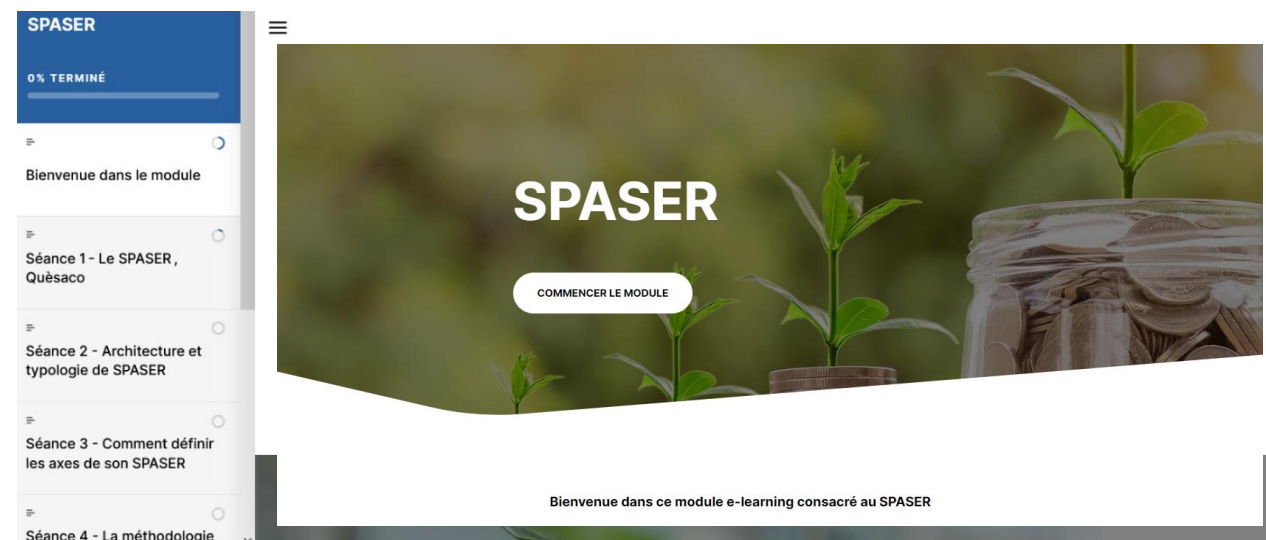 SPASER
0% TERMINÉ
Bienvenue dans le module
Séance 1 - Le SPASER ,
Quèsaco
Séance 2 - Architecture et
typologie de SPASER
Séance 3 - Comment définir
les axes de son SPASER
Séance 4 - La méthodologie
SPASER
COMMENCER LE MODULE
Bienvenue dans ce module e-learning consacré au SPASER